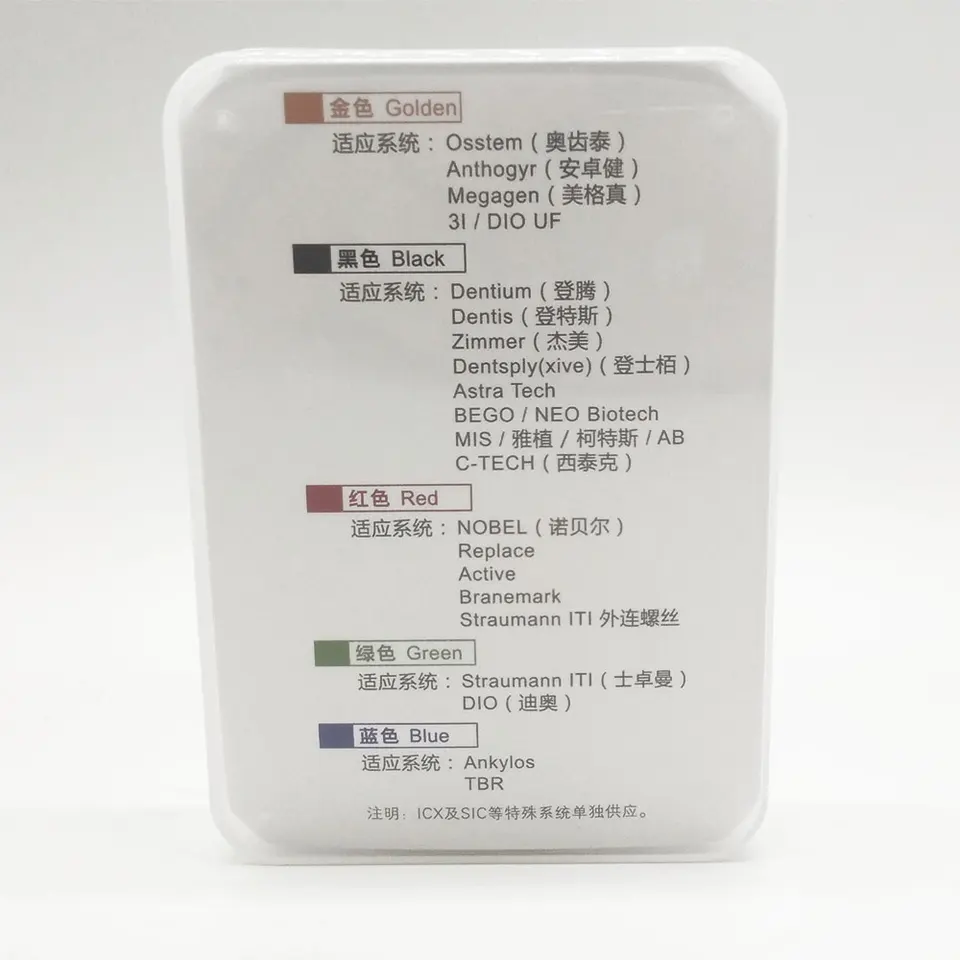 金色 Golden
适应系统：Osstem（奥齿泰）
Anthogyr（安卓健）
Megagen（美格真）
3I / DIO UF
黑色 Black
适应系统：Dentium（登腾）
Dentis（登特斯）
Zimmer（杰美）
Dentsply(xive)（登士栢）
Astra Tech
BEGO / NEO Biotech
MIS / 雅植 / 柯特斯 / AB
C-TECH（西泰克）
红色 Red
适应系统：NOBEL（诺贝尔）
Replace
Active
Branemark
Straumann ITI 外连螺丝
绿色 Green
适应系统：Straumann ITI（士卓曼）
DIO（迪奥）
蓝色 Blue
适应系统：Ankylos
TBR
注明：ICX及SIC等特殊系统单独供应。